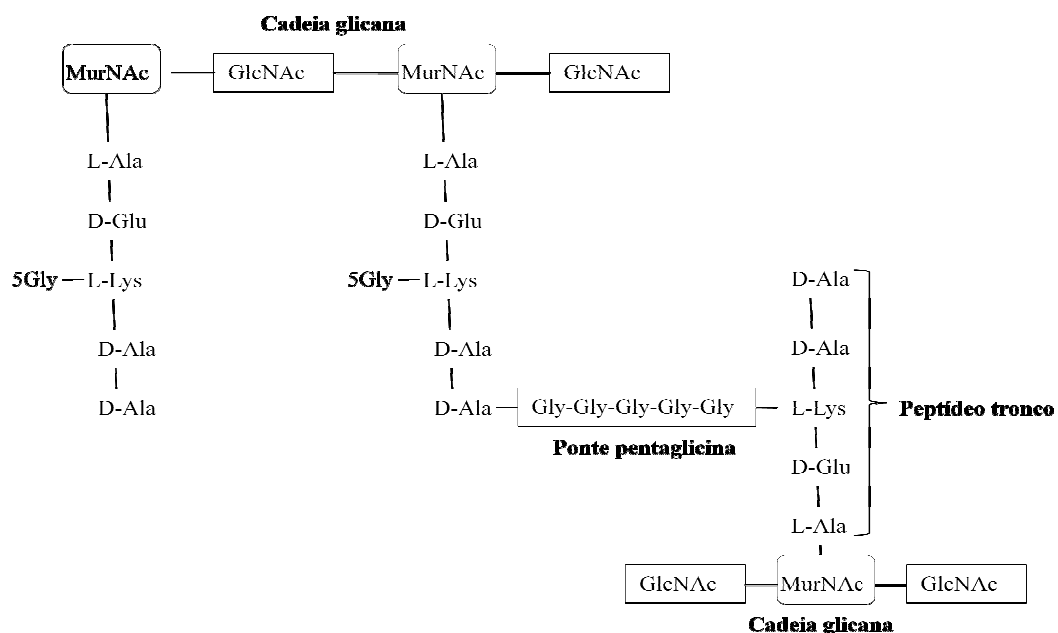 Cadeia glicana
MurNAc GlcNAc MurNAc GlcNAc
L-Ala L-Ala
D-Glu D-Glu
5Gly L-Lys 5Gly L-Lys D-Ala
D-Ala D-Ala D-Ala
D-Ala D-Ala Gly-Gly-Gly-Gly-Gly L-Lys Peptídeo tronco
Ponte pentaglicina
D-Glu
L-Ala
GlcNAc MurNAc GlcNAc
Cadeia glicana